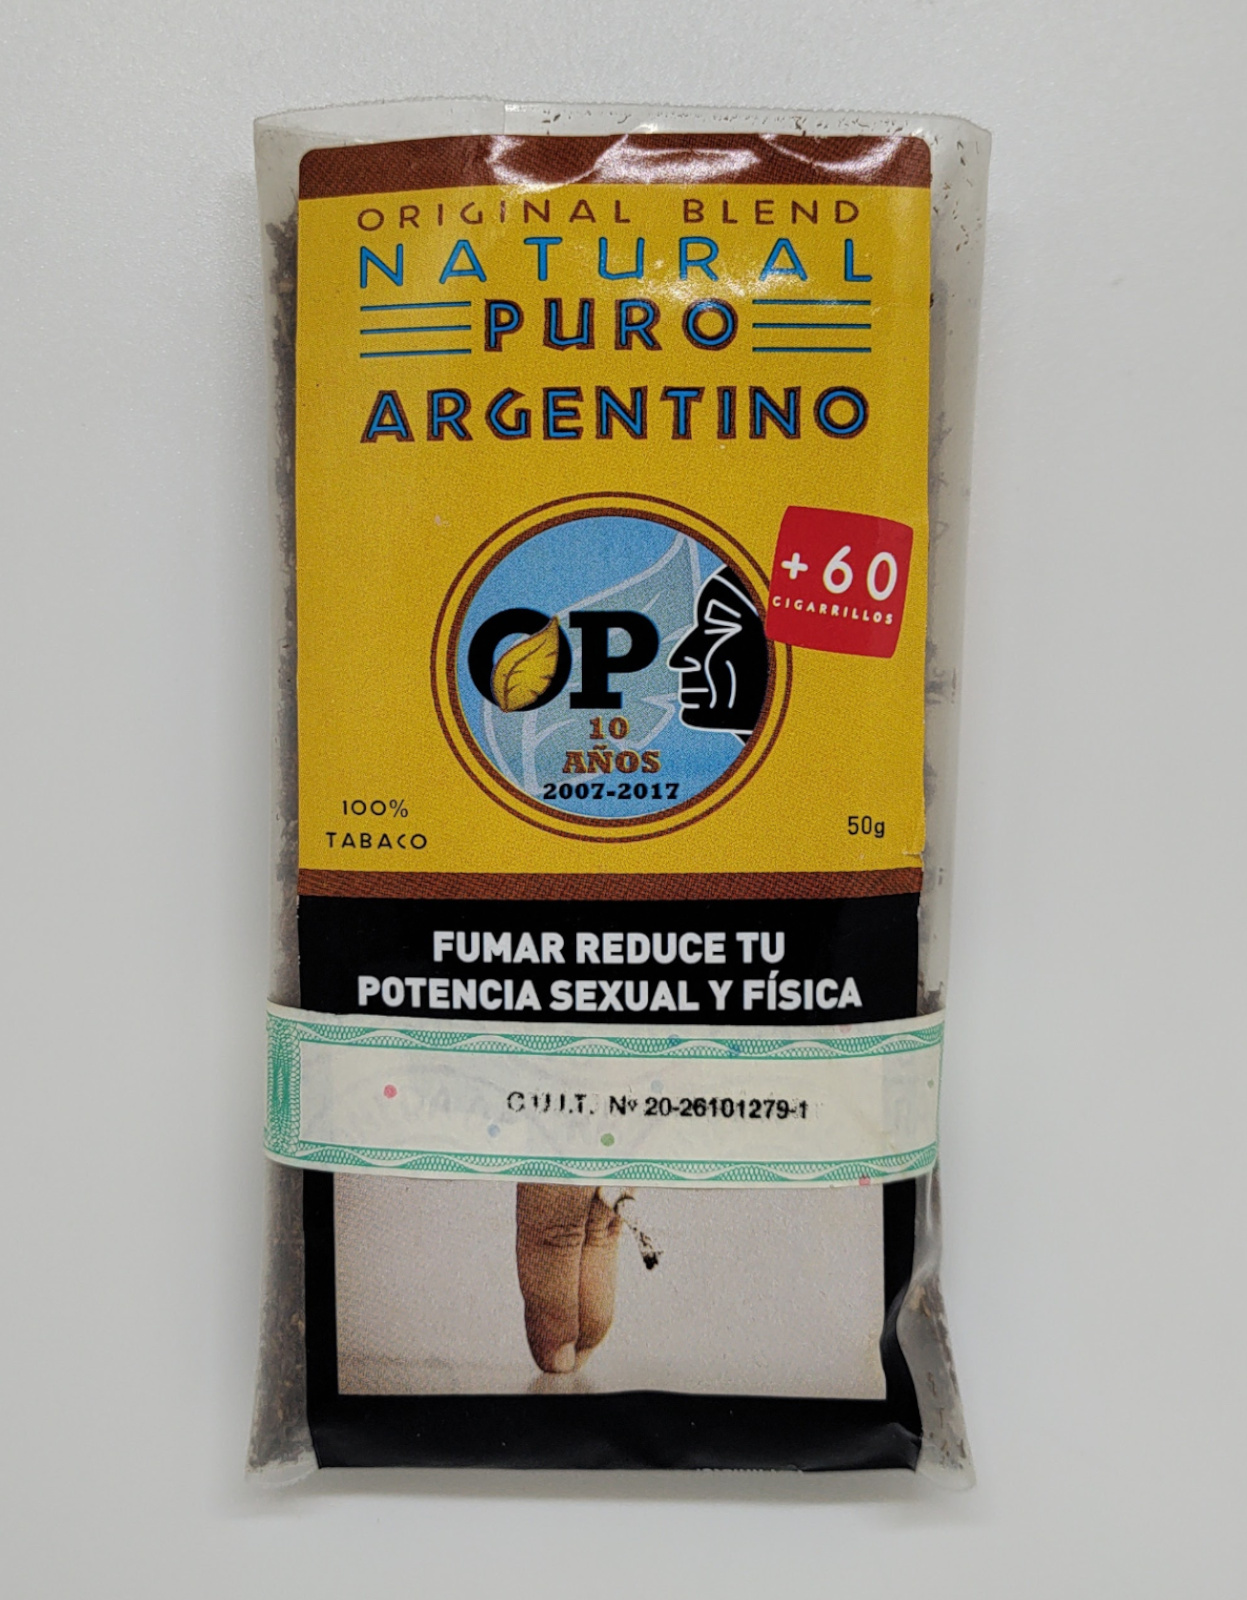 ORIGINAL BLEND
NATURAL
PURO
ARGENTINO
+60
CIGARRILLOS
OP
10
AÑOS
2007-2017
100%
TABACO
50g
FUMAR REDUCE TU
POTENCIA SEXUAL Y FÍSICA
C.U.I.T. Nº 20-26101279-1